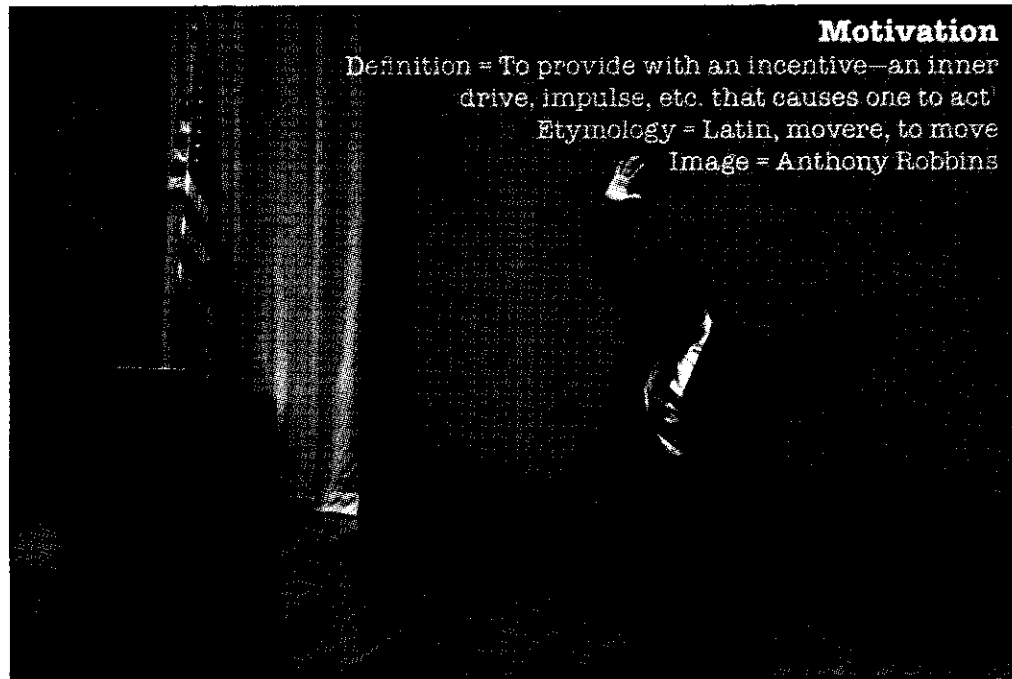 Motivation
Definition = To provide with an incentive—an inner
drive, impulse, etc. that causes one to act¹
Etymology = Latin, movere, to move
Image = Anthony Robbins